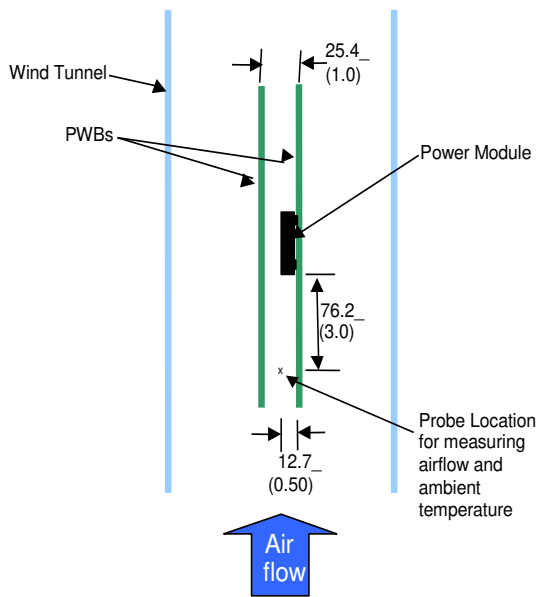 25.4_
(1.0)
Wind Tunnel
PWBs
Power Module
76.2_
(3.0)
x
Probe Location
for measuring
airflow and
ambient
temperature
12.7_
(0.50)
Air
flow